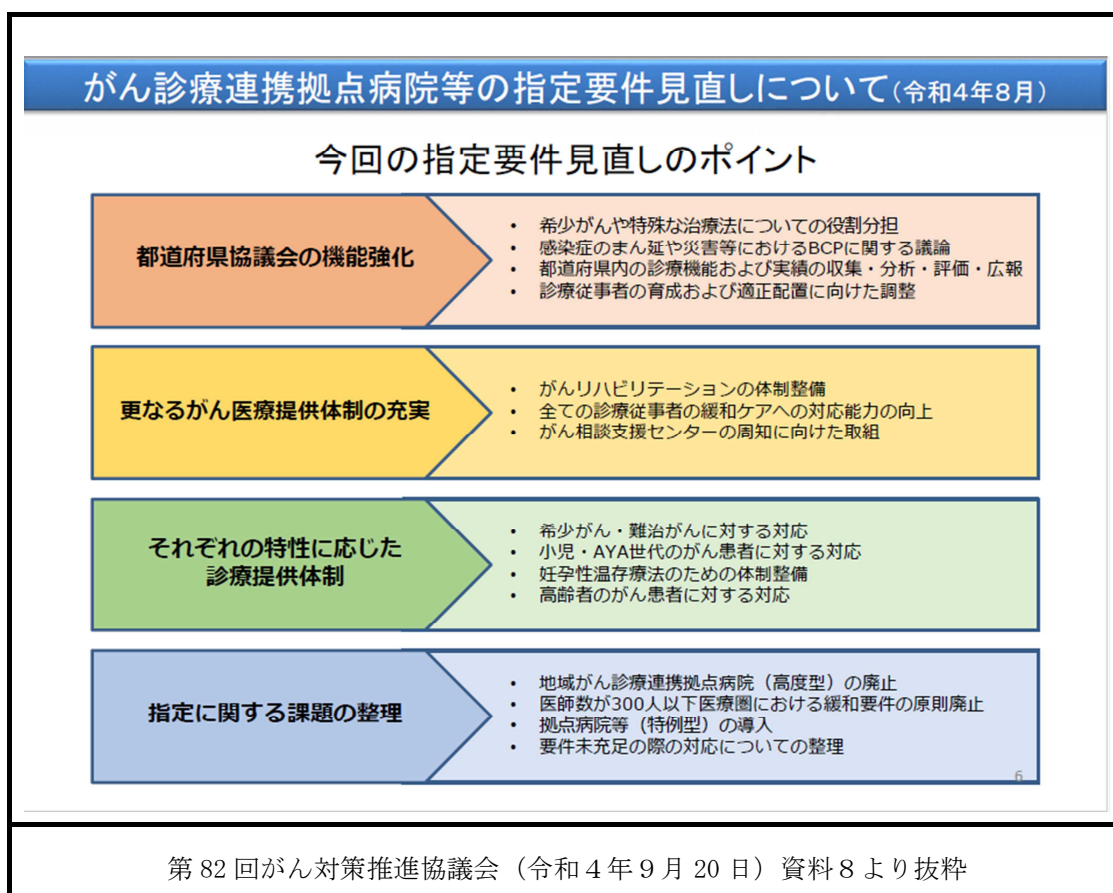 がん診療連携拠点病院等の指定要件見直しについて(令和4年8月)
今回の指定要件見直しのポイント
都道府県協議会の機能強化
• 希少がんや特殊な治療法についての役割分担
• 感染症のまん延や災害等におけるBCPに関する議論
• 都道府県内の診療機能および実績の収集・分析・評価・広報
• 診療従事者の育成および適正配置に向けた調整
更なるがん医療提供体制の充実
• がんリハビリテーションの体制整備
• 全ての診療従事者の緩和ケアへの対応能力の向上
• がん相談支援センターの周知に向けた取組
それぞれの特性に応じた
診療提供体制
• 希少がん・難治がんに対する対応
• 小児・AYA世代のがん患者に対する対応
• 妊孕性温存療法のための体制整備
• 高齢者のがん患者に対する対応
指定に関する課題の整理
• 地域がん診療連携拠点病院（高度型）の廃止
• 医師数が300人以下医療圏における緩和要件の原則廃止
• 拠点病院等（特例型）の導入
• 要件未充足の際の対応についての整理
6
第 82 回がん対策推進協議会（令和４年９月 20 日）資料８より抜粋